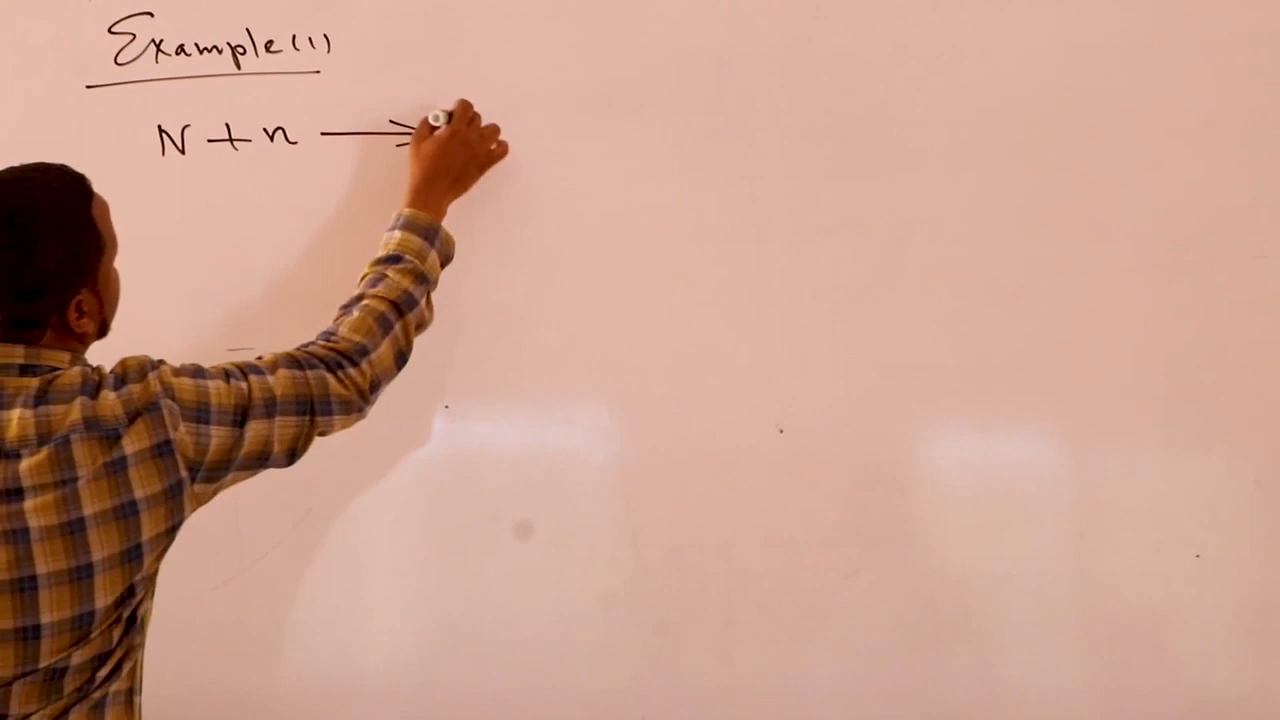 Example(1)
N + n →